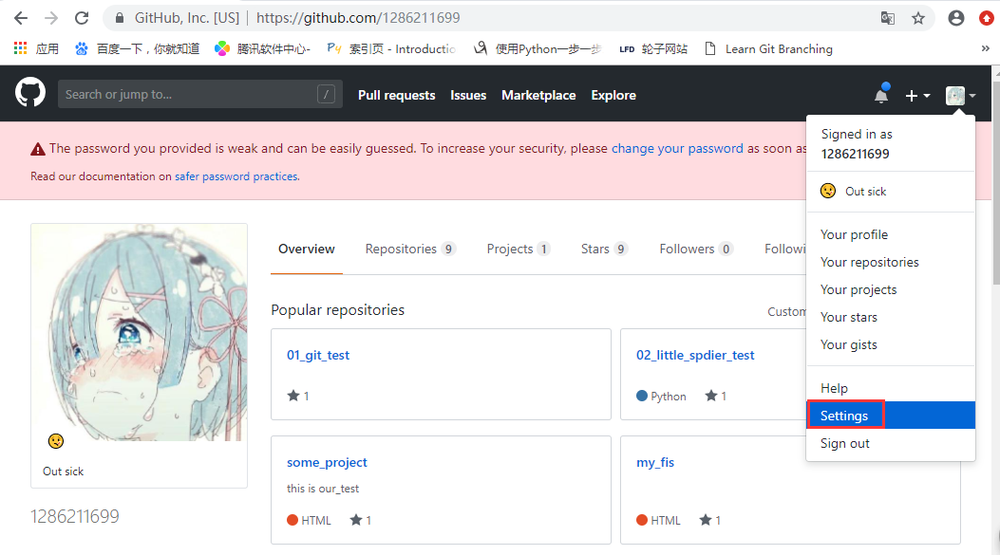 GitHub, Inc. [US] | https://github.com/1286211699
应用 百度一下，你就知道 腾讯软件中心- Py 索引页 - Introductio 使用Python一步一步 LFD 轮子网站 Learn Git Branching »
Search or jump to... / Pull requests Issues Marketplace Explore
The password you provided is weak and can be easily guessed. To increase your security, please change your password as soon as
Read our documentation on safer password practices.
Signed in as
1286211699
Out sick
Your profile
Your repositories
Your projects
Your stars
Your gists
Help
Settings
Sign out
Overview Repositories 9 Projects 1 Stars 9 Followers 0 Followi
Popular repositories Custom
01_git_test
1
02_little_spdier_test
Python 1
some_project
this is our_test
HTML 1
my_fis
HTML 1
Out sick
1286211699